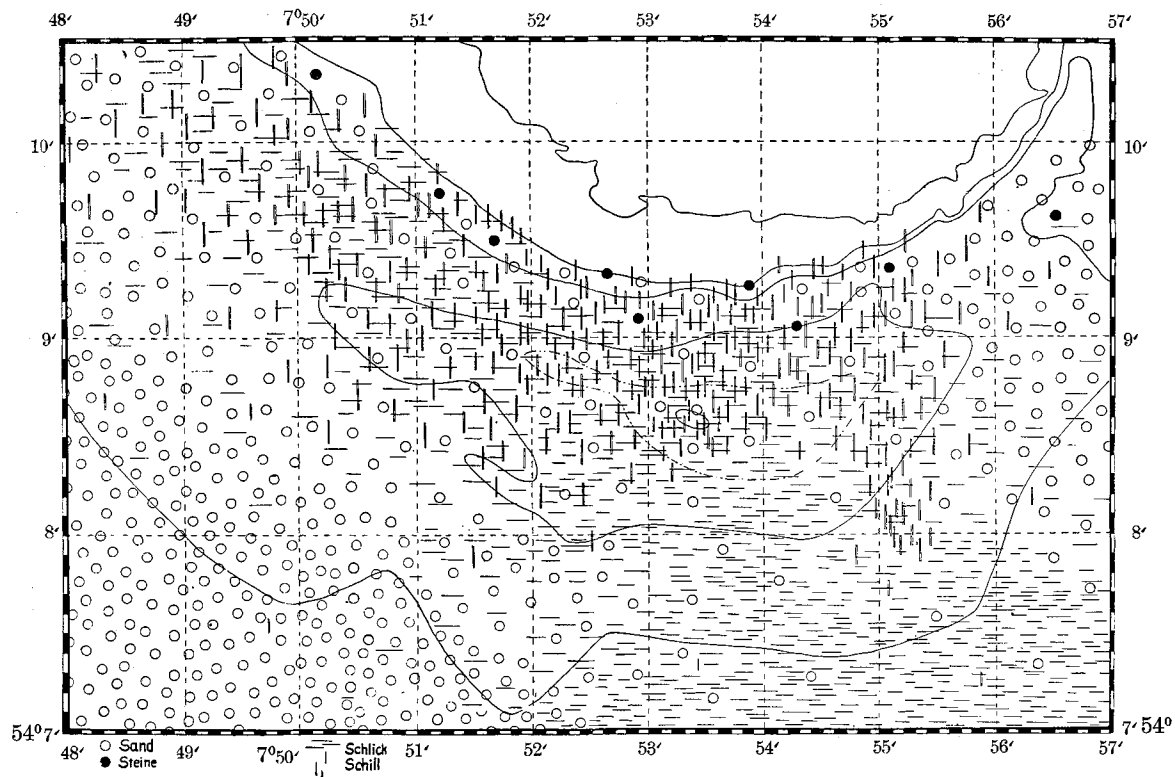 48′ 49′ 7° 50′ 51′ 52′ 53′ 54′ 55′ 56′ 57′
10′ 10′
9′ 9′
8′ 8′
54° 7′ 7′ 54°
48′ 49′ 7° 50′ 51′ 52′ 53′ 54′ 55′ 56′ 57′
Sand Schlick
Steine Schill